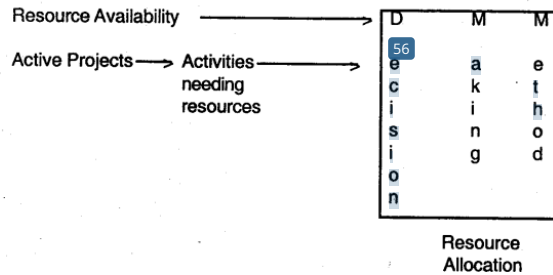 Resource Availability
Active Projects
Activities
needing
resources
Decision
Making
Method
56
Resource
Allocation